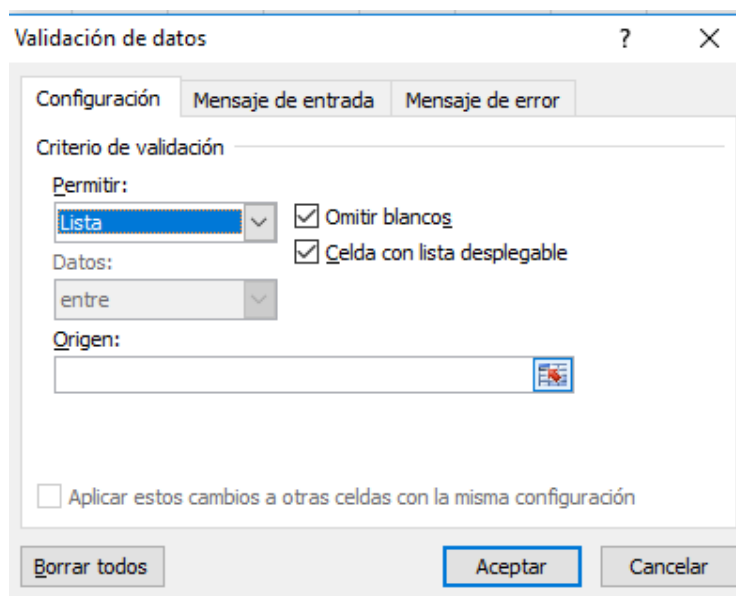 Validación de datos ?
Configuración Mensaje de entrada Mensaje de error
Criterio de validación
Permitir:
Lista Omitir blancos
Celda con lista desplegable
Datos:
entre
Origen:
Aplicar estos cambios a otras celdas con la misma configuración
Borrar todos Aceptar Cancelar